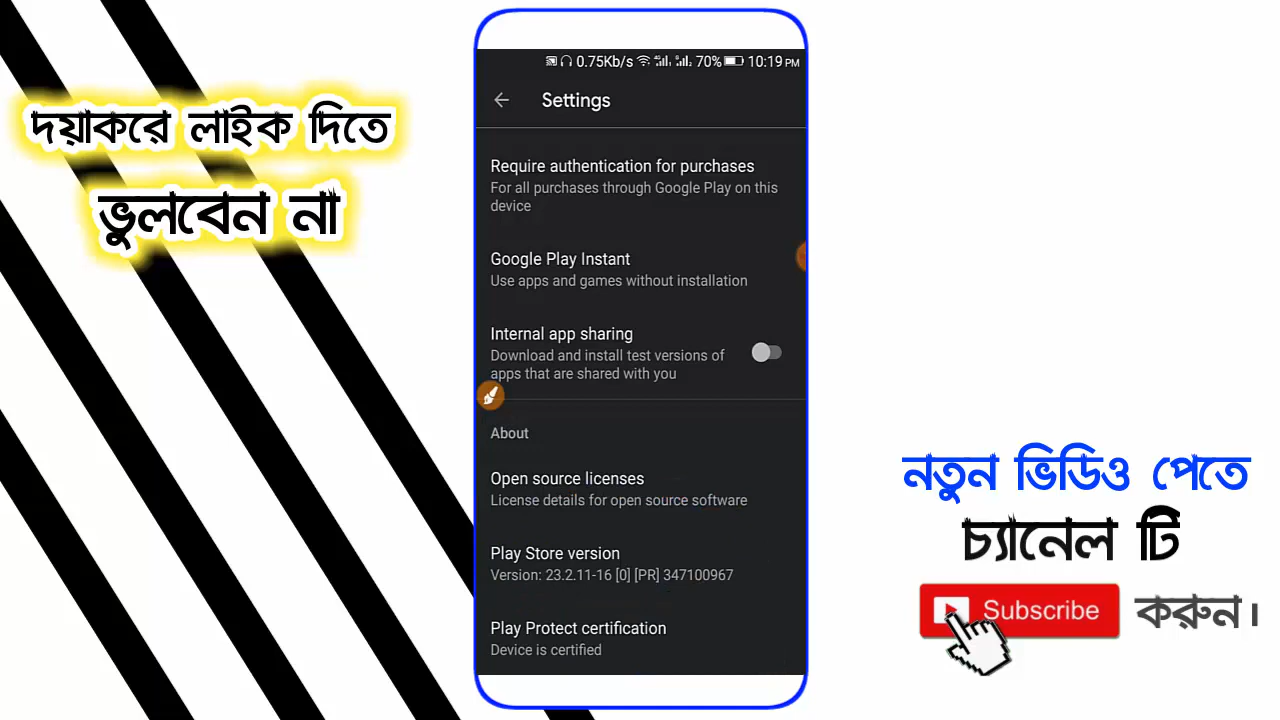 দয়াকরে লাইক দিতে
ভুলবেন না
0.75Kb/s 70% 10:19 PM
Settings
Require authentication for purchases
For all purchases through Google Play on this
device
Google Play Instant
Use apps and games without installation
Internal app sharing
Download and install test versions of
apps that are shared with you
About
Open source licenses
License details for open source software
Play Store version
Version: 23.2.11-16 [0] [PR] 347100967
Play Protect certification
Device is certified
নতুন ভিডিও পেতে
চ্যানেল টি
Subscribe করুন।